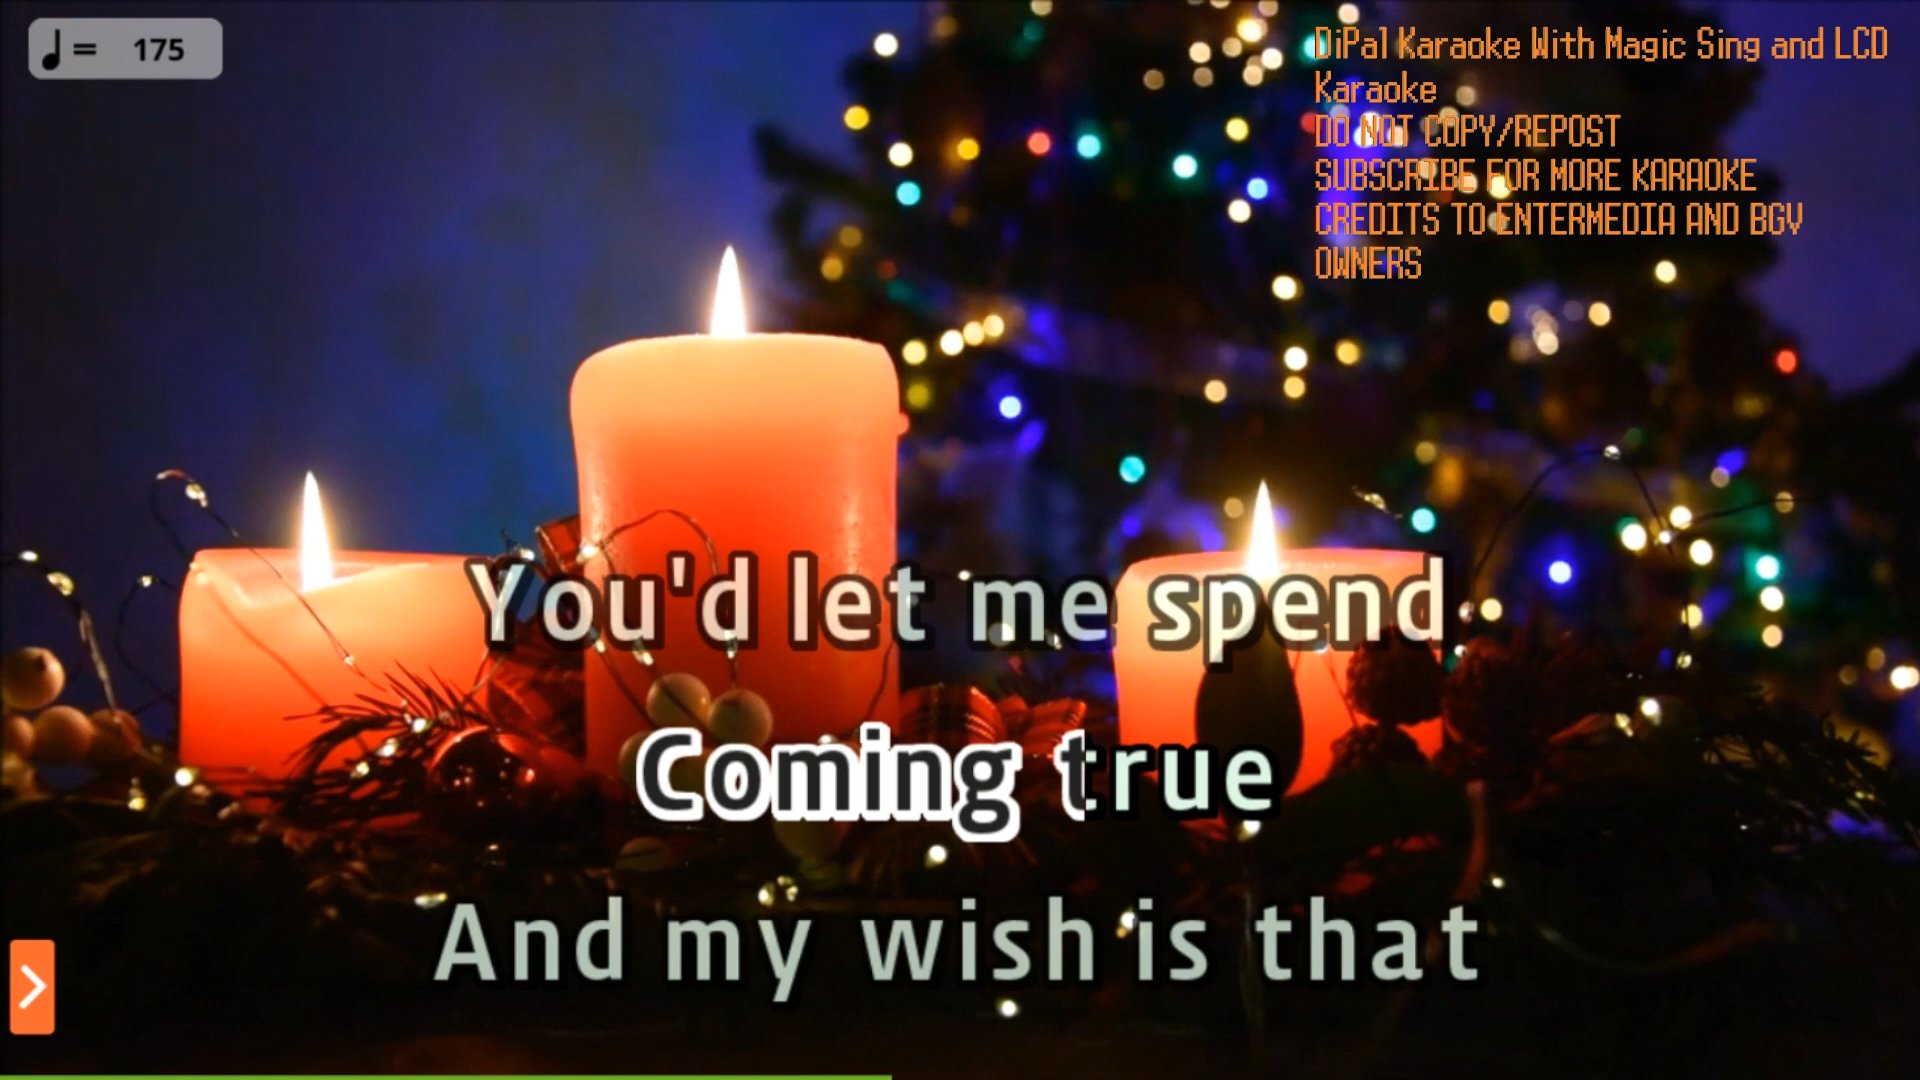 ♩= 175
DiPal Karaoke With Magic Sing and LCD
Karaoke
DO NOT COPY/REPOST
SUBSCRIBE FOR MORE KARAOKE
CREDITS TO ENTERMEDIA AND BGV
OWNERS
You'd let me spend
Coming true
And my wish is that